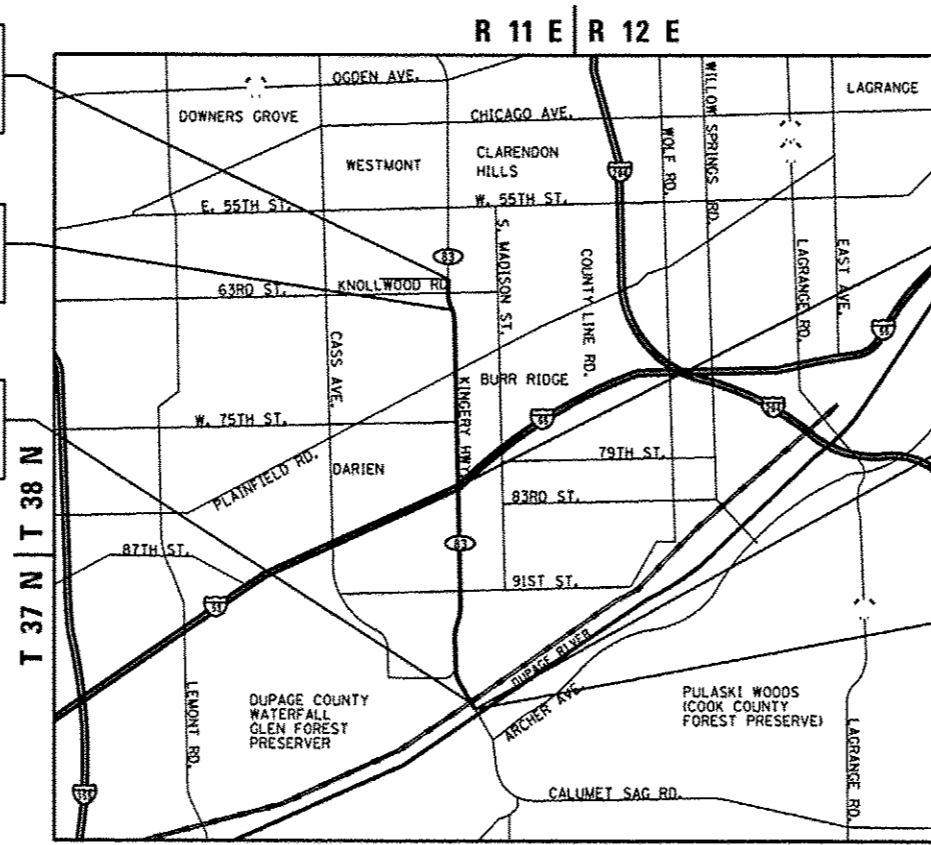 R 11 E R 12 E
OGDEN AVE.
DOWNERS GROVE
CHICAGO AVE.
LAGRANGE
WESTMONT
CLARENDON
HILLS
WOLF RD.
WILLOW SPRINGS RD.
294
E. 55TH ST.
W. 55TH ST.
83
63RD ST.
KNOLLWOOD RD
S. MADISON ST.
COUNTY LINE RD.
LAGRANGE RD.
EAST AVE.
55
CASS AVE.
KINGERY HWY
BURR RIDGE
55
294
W. 75TH ST.
PLAINFIELD RD.
DARIEN
79TH ST.
83RD ST.
T 37 N T 38 N
87TH ST.
83
91ST ST.
55
LEMONT RD.
DUPAGE COUNTY
WATERFALL
GLEN FOREST
PRESERVER
DUPAGE RIVER
ARCHER AVE.
PULASKI WOODS
(COOK COUNTY
FOREST PRESERVE)
LAGRANGE RD.
355
CALUMET SAG RD.